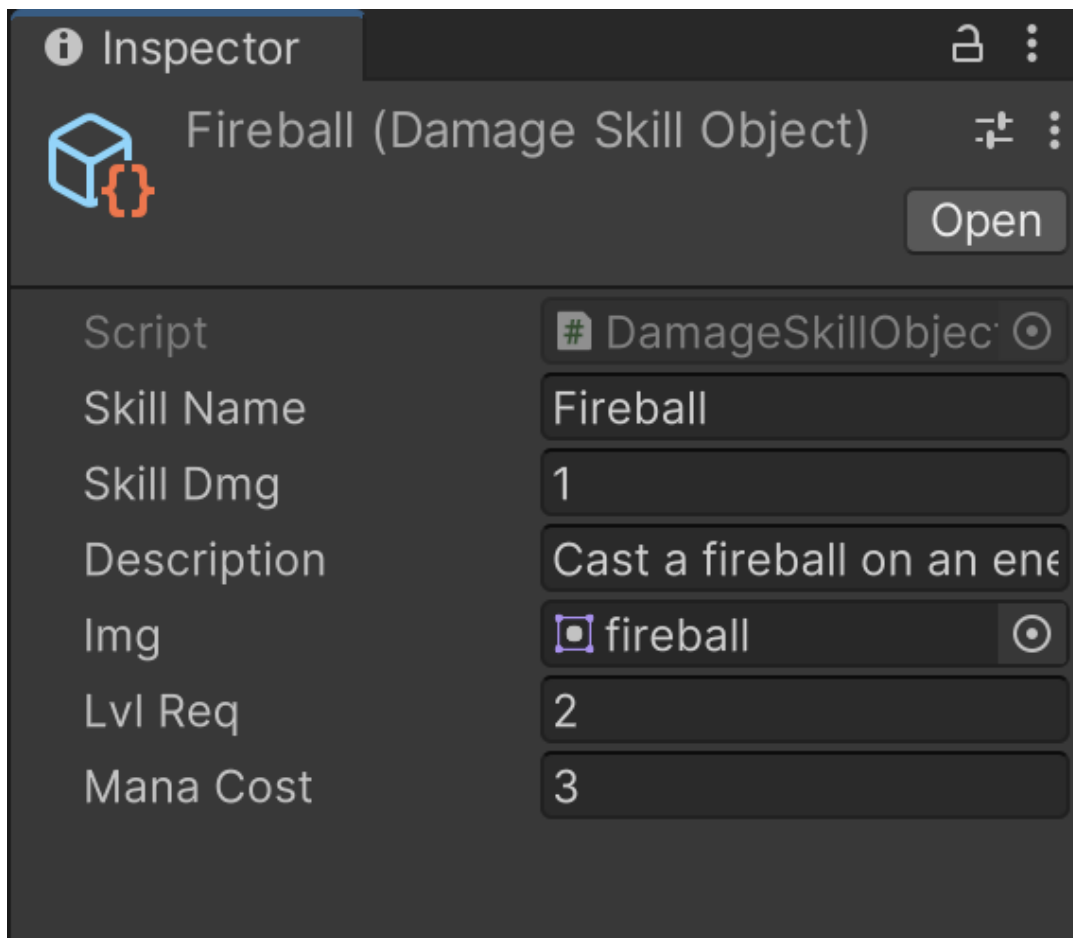 Inspector
Fireball (Damage Skill Object)
Open
Script # DamageSkillObjec
Skill Name Fireball
Skill Dmg 1
Description Cast a fireball on an ene
Img fireball
Lvl Req 2
Mana Cost 3